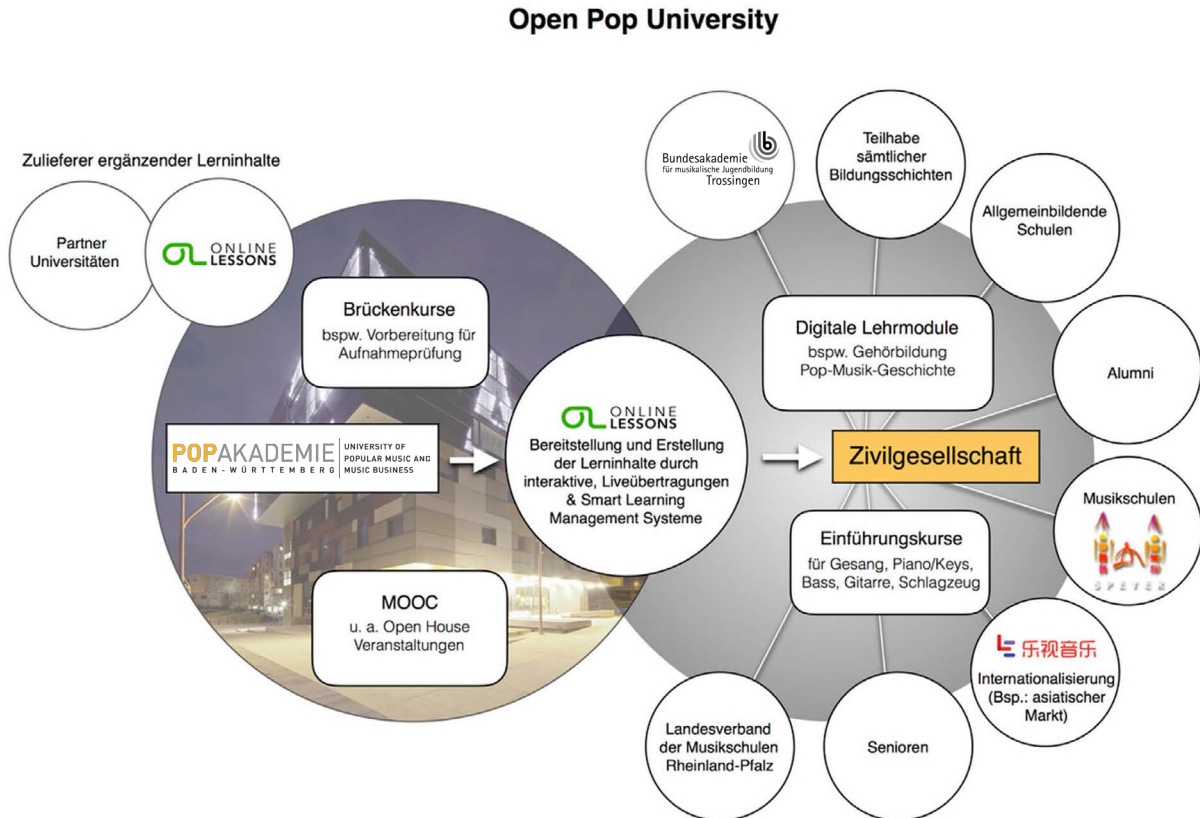 Open Pop University
Zulieferer ergänzender Lerninhalte
Partner
Universitäten
ONLINE
LESSONS
Brückenkurse
bspw. Vorbereitung für
Aufnahmeprüfung
POPAKADEMIE
BADEN-WÜRTTEMBERG
UNIVERSITY OF
POPULAR MUSIC AND
MUSIC BUSINESS
MOOC
u. a. Open House
Veranstaltungen
ONLINE
LESSONS
Bereitstellung und Erstellung
der Lerninhalte durch
interaktive, Liveübertragungen
& Smart Learning
Management Systeme
Bundesakademie
für musikalische Jugendbildung
Trossingen
Teilhabe
sämtlicher
Bildungsschichten
Allgemeinbildende
Schulen
Digitale Lehrmodule
bspw. Gehörbildung
Pop-Musik-Geschichte
Alumni
Zivilgesellschaft
Musikschulen
SPEYER
Einführungskurse
für Gesang, Piano/Keys,
Bass, Gitarre, Schlagzeug
乐视音乐
Internationalisierung
(Bsp.: asiatischer
Markt)
Landesverband
der Musikschulen
Rheinland-Pfalz
Senioren